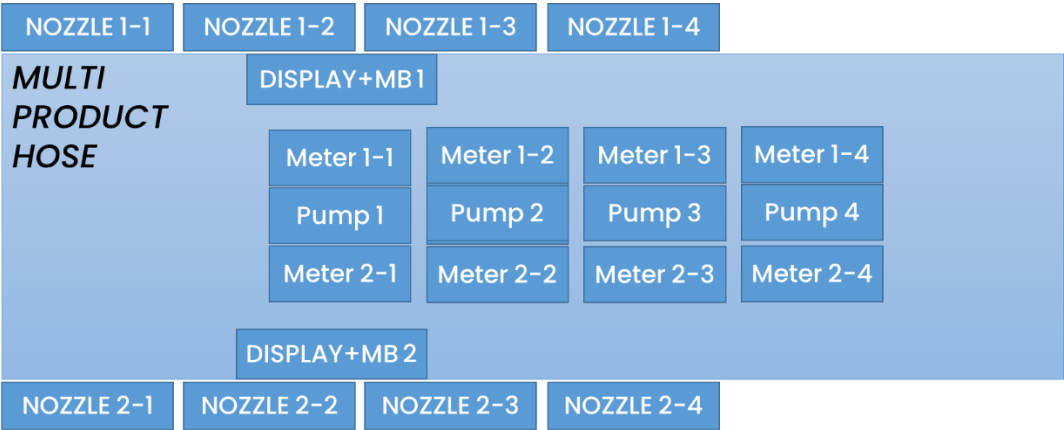 NOZZLE 1-1
NOZZLE 1-2
NOZZLE 1-3
NOZZLE 1-4
MULTI
PRODUCT
HOSE
DISPLAY+MB 1
Meter 1-1
Meter 1-2
Meter 1-3
Meter 1-4
Pump 1
Pump 2
Pump 3
Pump 4
Meter 2-1
Meter 2-2
Meter 2-3
Meter 2-4
DISPLAY+MB 2
NOZZLE 2-1
NOZZLE 2-2
NOZZLE 2-3
NOZZLE 2-4